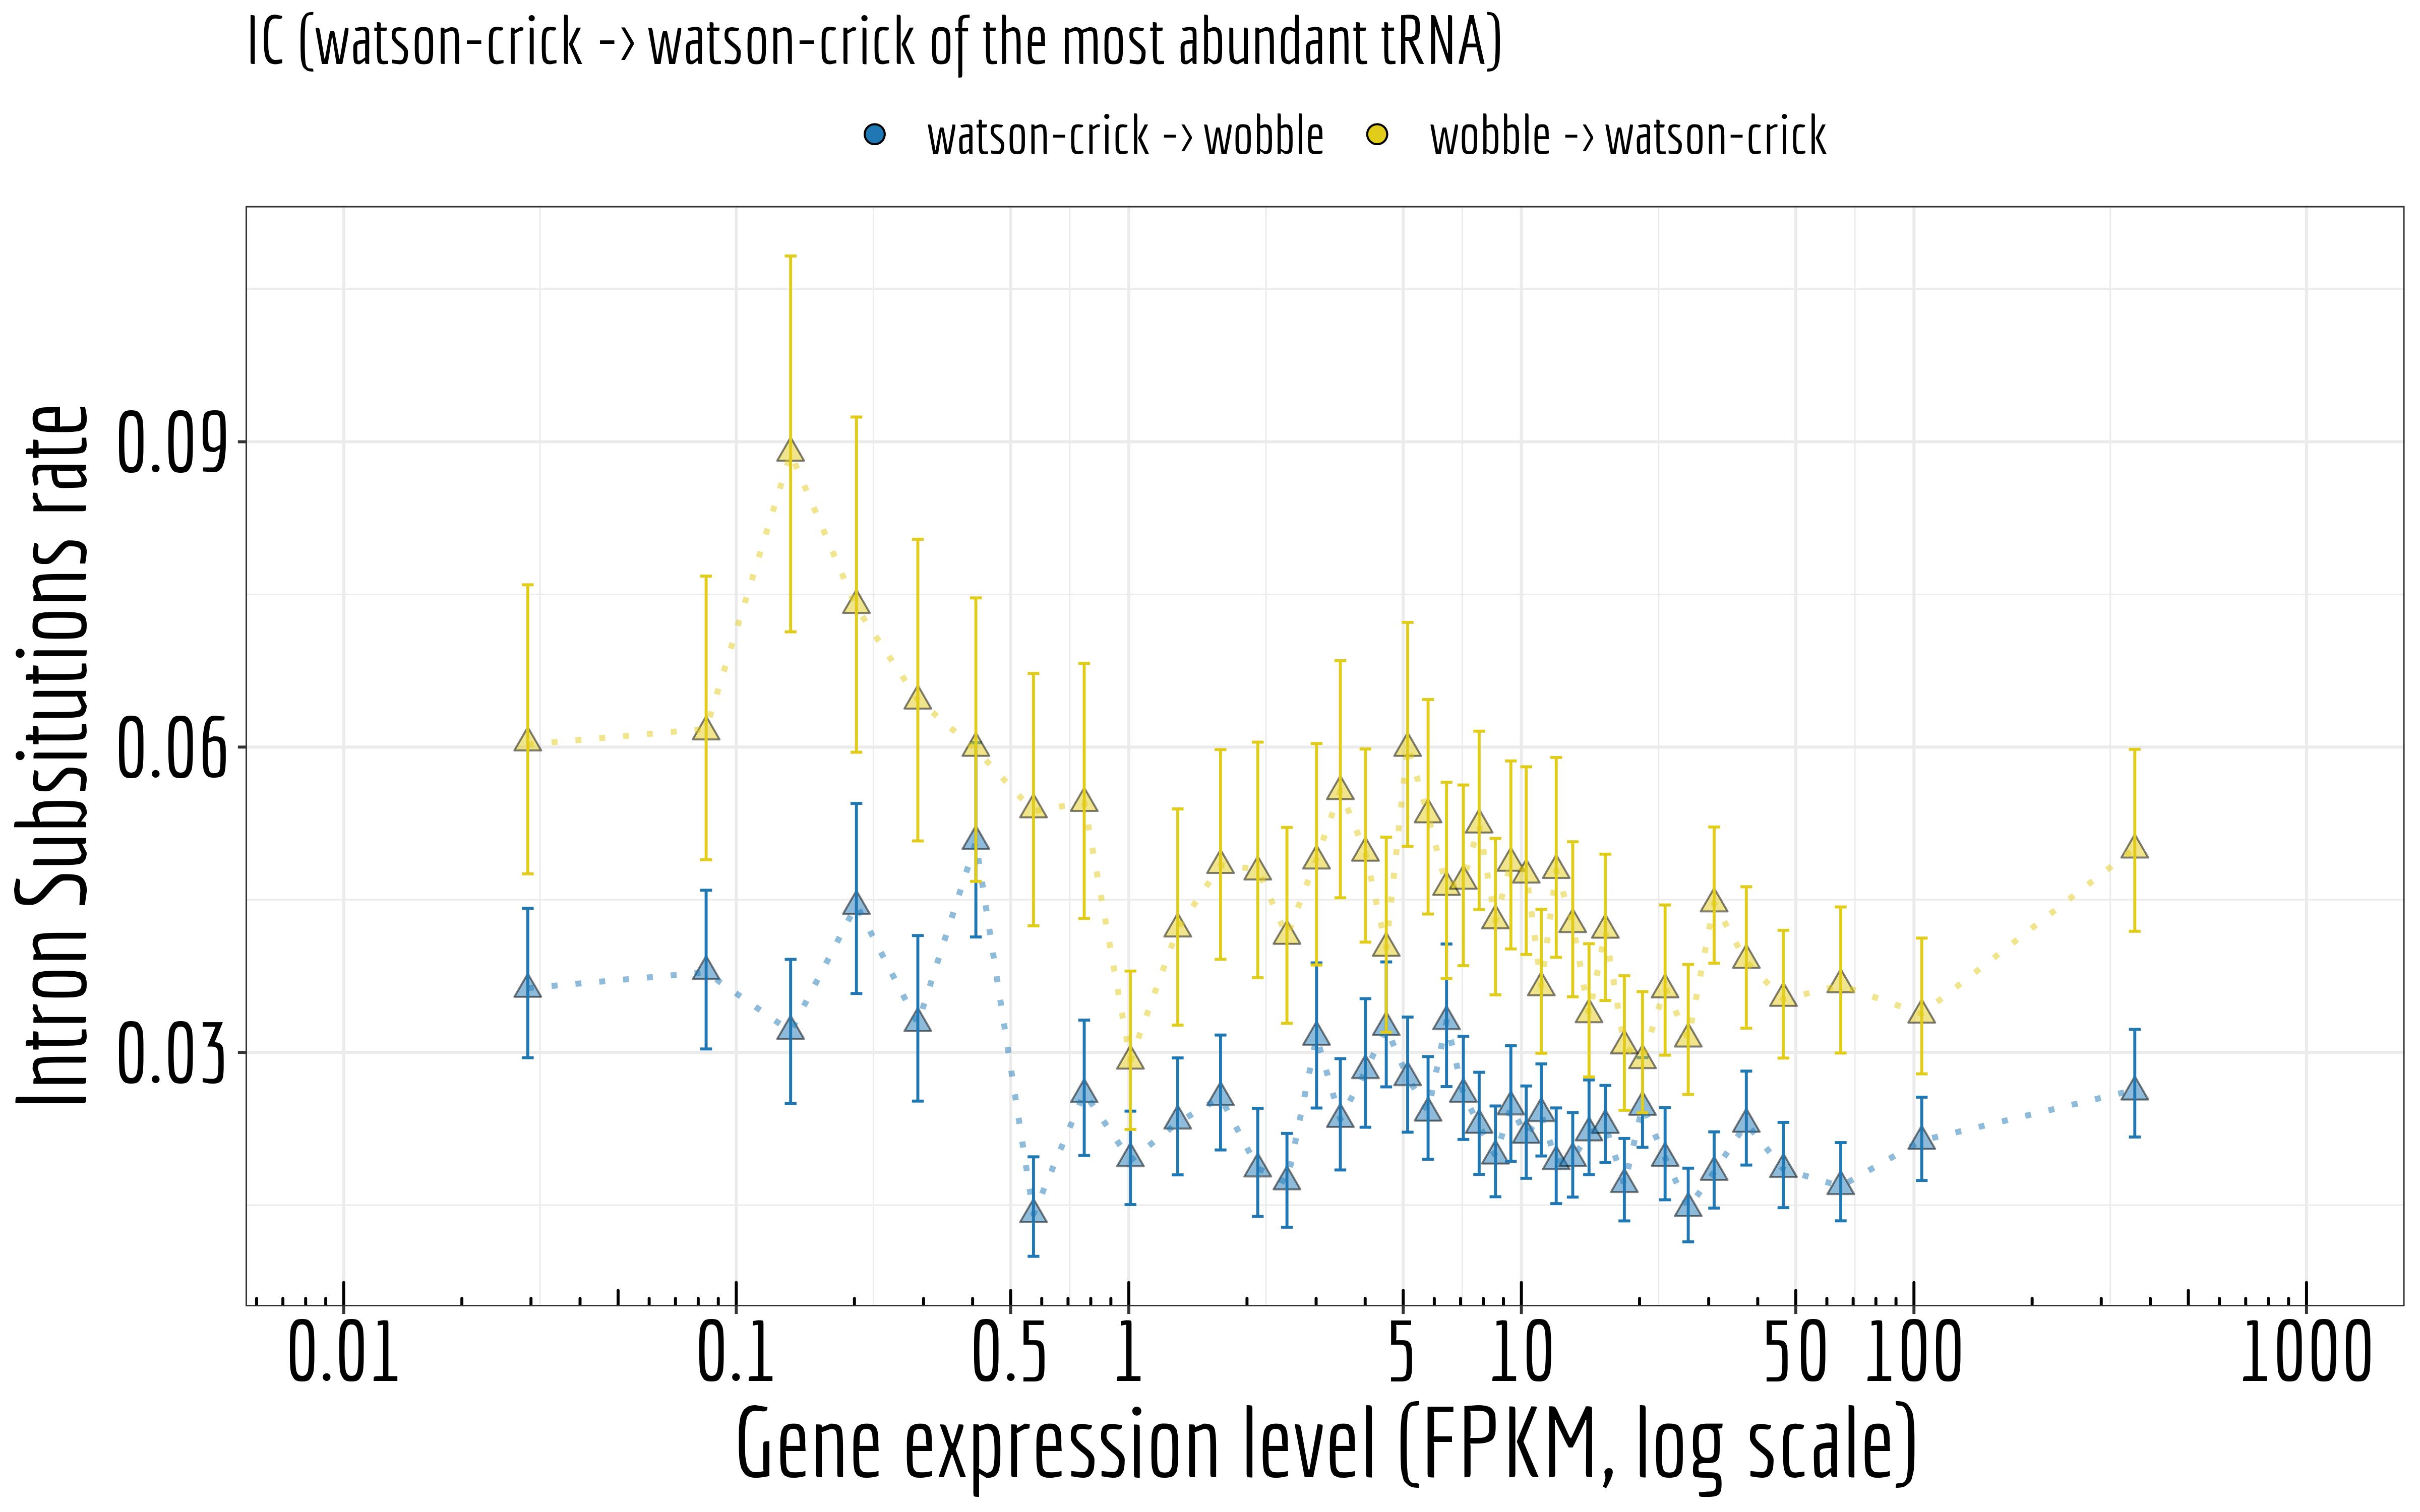 IC (watson-crick -> watson-crick of the most abundant tRNA)
watson-crick -> wobble wobble -> watson-crick
Intron Subsitutions rate
0.09
0.06
0.03
0.01 0.1 0.5 1 5 10 50 100 1000
Gene expression level (FPKM, log scale)